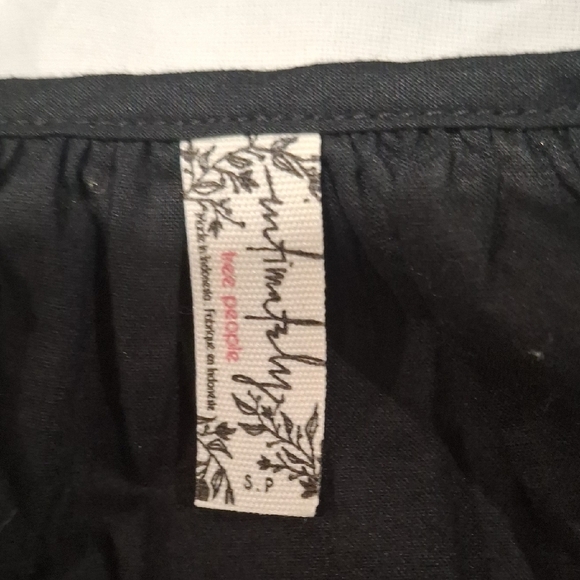 intimately
free people
Made in Indonesia | Fabriqué en Indonésie
S.P